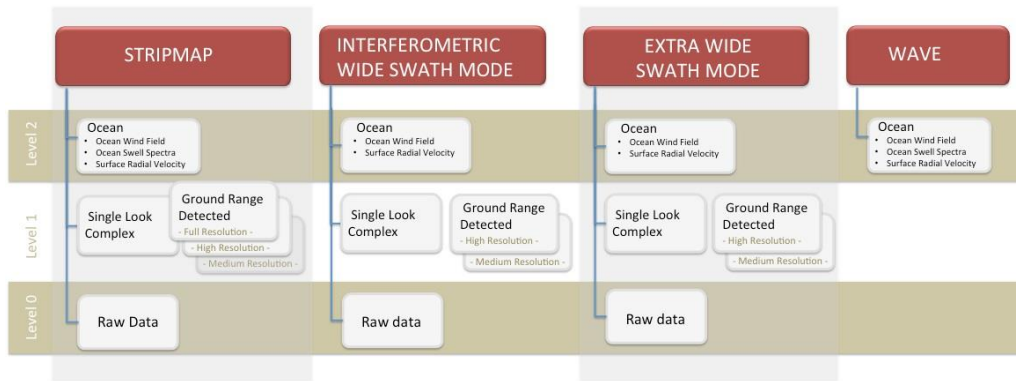 STRIPMAP
INTERFEROMETRIC
WIDE SWATH MODE
EXTRA WIDE
SWATH MODE
WAVE
Level 2
Ocean
• Ocean Wind Field
• Ocean Swell Spectra
• Surface Radial Velocity
Ocean
• Ocean Wind Field
• Surface Radial Velocity
Ocean
• Ocean Wind Field
• Surface Radial Velocity
Ocean
• Ocean Wind Field
• Ocean Swell Spectra
• Surface Radial Velocity
Level 1
Single Look
Complex
Ground Range
Detected
- Full Resolution -
- High Resolution -
- Medium Resolution -
Single Look
Complex
Ground Range
Detected
- High Resolution -
- Medium Resolution -
Single Look
Complex
Ground Range
Detected
- High Resolution -
- Medium Resolution -
Level 0
Raw Data
Raw data
Raw data